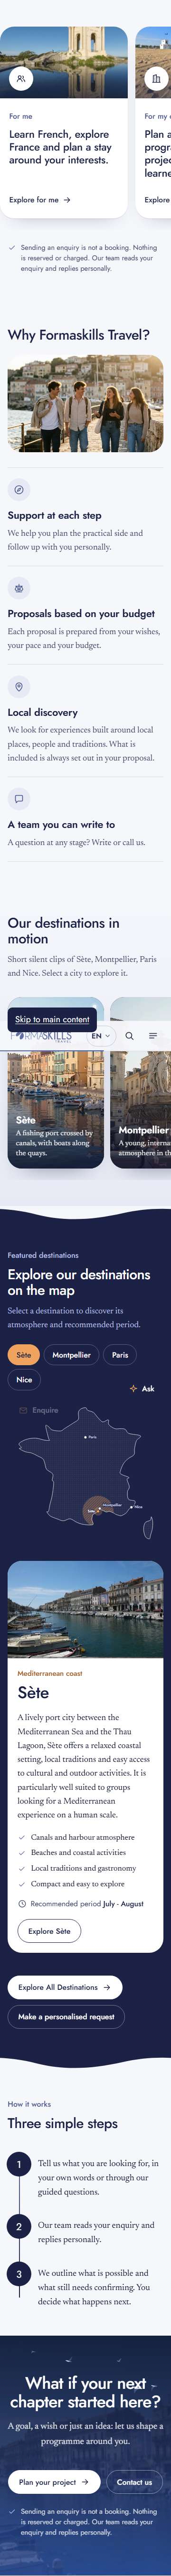 For me
Learn French, explore
France and plan a stay
around your interests.
Explore for me
For my
Plan a
progr
projec
learne
Explore
Sending an enquiry is not a booking. Nothing
is reserved or charged. Our team reads your
enquiry and replies personally.
Why Formaskills Travel?
Support at each step
We help you plan the practical side and
follow up with you personally.
Proposals based on your budget
Each proposal is prepared from your wishes,
your pace and your budget.
Local discovery
We look for experiences built around local
places, people and traditions. What is
included is always set out in your proposal.
A team you can write to
A question at any stage? Write or call us.
Our destinations in
motion
Short silent clips of Sète, Montpellier, Paris
and Nice. Select a city to explore it.
Skip to main content
FORMASKILLS
TRAVEL
EN
Sète
A fishing port crossed by
canals, with boats along
the quays.
Montpellier
A young, interna
atmosphere in th
Featured destinations
Explore our destinations
on the map
Select a destination to discover its
atmosphere and recommended period.
Sète
Montpellier
Paris
Nice
Ask
Enquire
Paris
Montpellier
Sète
Nice
Mediterranean coast
Sète
A lively port city between the
Mediterranean Sea and the Thau
Lagoon, Sète offers a relaxed coastal
setting, local traditions and easy access
to cultural and outdoor activities. It is
particularly well suited to groups
looking for a Mediterranean
experience on a human scale.
Canals and harbour atmosphere
Beaches and coastal activities
Local traditions and gastronomy
Compact and easy to explore
Recommended period July - August
Explore Sète
Explore All Destinations
Make a personalised request
How it works
Three simple steps
1
Tell us what you are looking for, in
your own words or through our
guided questions.
2
Our team reads your enquiry and
replies personally.
3
We outline what is possible and
what still needs confirming. You
decide what happens next.
What if your next
chapter started here?
A goal, a wish or just an idea: let us shape a
programme around you.
Plan your project
Contact us
Sending an enquiry is not a booking. Nothing
is reserved or charged. Our team reads your
enquiry and replies personally.